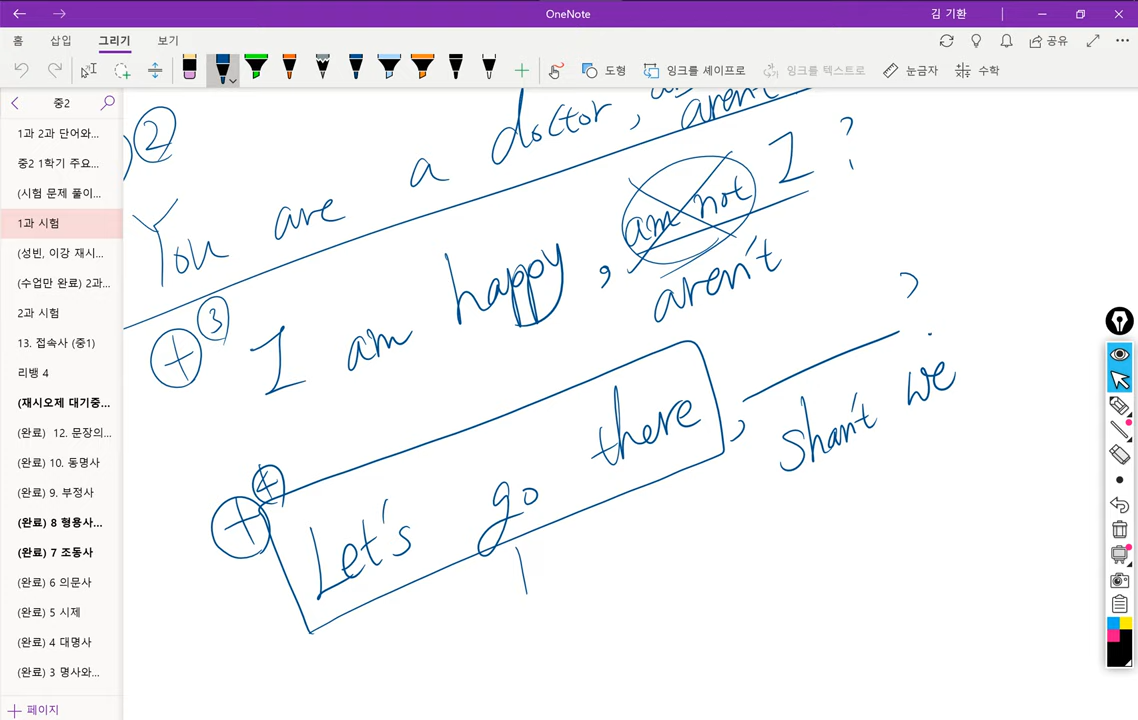 OneNote
김 기환
홈 삽입 그리기 보기
공유
도형 잉크를 셰이프로 잉크를 텍스트로 눈금자 수학
중2
1과 2과 단어와...
중2 1학기 주요...
(시험 문제 풀이...
1과 시험
(성빈, 이강 재시...
(수업만 완료) 2과...
2과 시험
13. 접속사 (중1)
리뱅 4
(재시오제 대기중...
(완료) 12. 문장의...
(완료) 10. 동명사
(완료) 9. 부정사
(완료) 8 형용사...
(완료) 7 조동사
(완료) 6 의문사
(완료) 5 시제
(완료) 4 대명사
(완료) 3 명사와...
페이지
② You are a doctor, aren't
+ ③ I am happy, am not I ?
aren't
+ ④ Let's go there, ?
shan't we